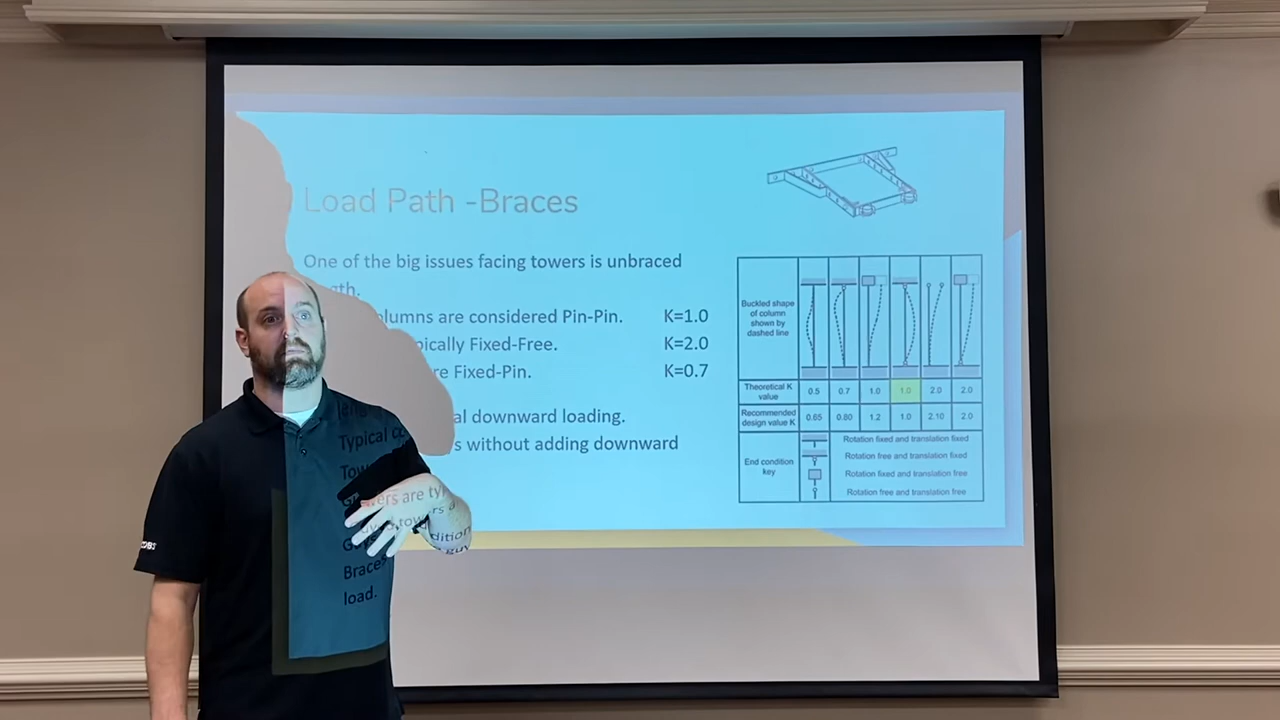 Load Path -Braces
One of the big issues facing towers is unbraced
Typical
olumns are considered Pin-Pin. K=1.0
pically Fixed-Free. K=2.0
re Fixed-Pin. K=0.7
al downward loading.
s without adding downward
Brace
load.
Buckled shape
of column
shown by
dashed line
Theoretical K
value
0.5 0.7 1.0 1.0 2.0 2.0
Recommended
design value K
0.65 0.80 1.2 1.0 2.10 2.0
End condition
key
Rotation fixed and translation fixed
Rotation free and translation fixed
Rotation fixed and translation free
Rotation free and translation free